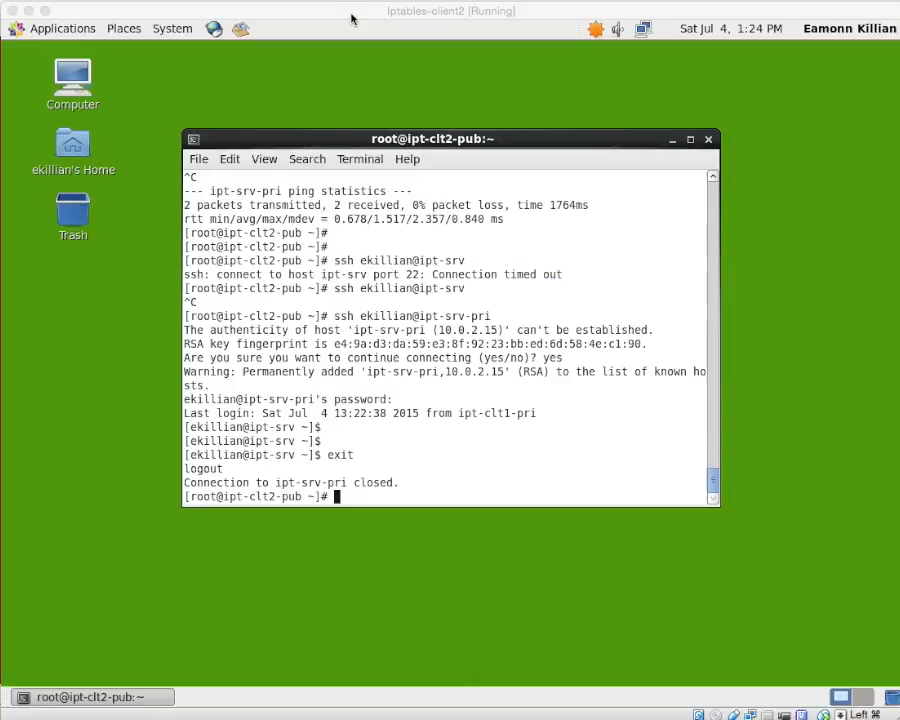 Iptables-client2 [Running]
Applications Places System Sat Jul 4, 1:24 PM Eamonn Killian
Computer
ekillian's Home
Trash
root@ipt-clt2-pub:~
File Edit View Search Terminal Help
^C
--- ipt-srv-pri ping statistics ---
2 packets transmitted, 2 received, 0% packet loss, time 1764ms
rtt min/avg/max/mdev = 0.678/1.517/2.357/0.840 ms
[root@ipt-clt2-pub ~]#
[root@ipt-clt2-pub ~]#
[root@ipt-clt2-pub ~]# ssh ekillian@ipt-srv
ssh: connect to host ipt-srv port 22: Connection timed out
[root@ipt-clt2-pub ~]# ssh ekillian@ipt-srv
^C
[root@ipt-clt2-pub ~]# ssh ekillian@ipt-srv-pri
The authenticity of host 'ipt-srv-pri (10.0.2.15)' can't be established.
RSA key fingerprint is e4:9a:d3:da:59:e3:8f:92:23:bb:ed:6d:58:4e:c1:90.
Are you sure you want to continue connecting (yes/no)? yes
Warning: Permanently added 'ipt-srv-pri,10.0.2.15' (RSA) to the list of known ho
sts.
ekillian@ipt-srv-pri's password:
Last login: Sat Jul  4 13:22:38 2015 from ipt-clt1-pri
[ekillian@ipt-srv ~]$
[ekillian@ipt-srv ~]$
[ekillian@ipt-srv ~]$ exit
logout
Connection to ipt-srv-pri closed.
[root@ipt-clt2-pub ~]#
root@ipt-clt2-pub:~
Left ⌘